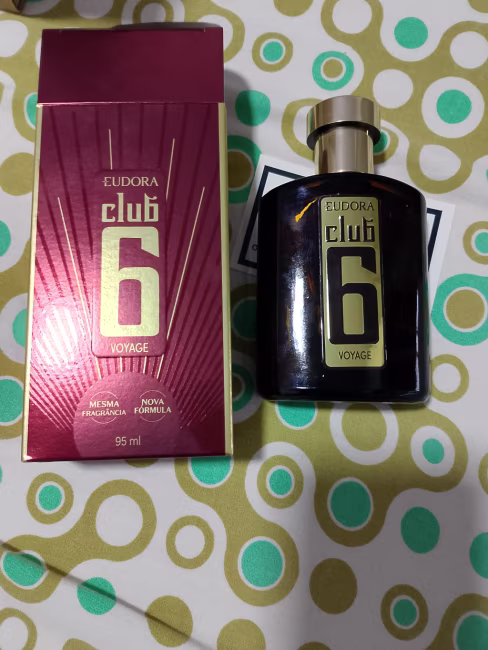 EUDORA
club
6
VOYAGE
MESMA
FRAGRÂNCIA
NOVA
FÓRMULA
95 ml
EUDORA
club
6
VOYAGE